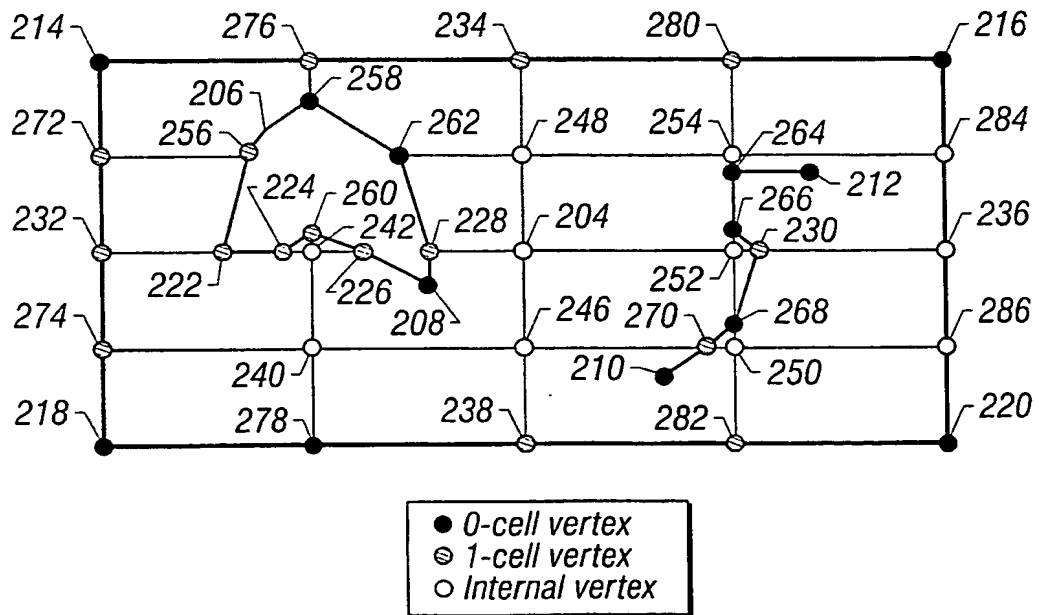 214 276 234 280 216
206 258
272 256 262 248 254 264 284
224 260 266 212
232 242 228 204 230 236
222 226 252
274 208 246 270 268 286
240 210 250
218 278 238 282 220
0-cell vertex
1-cell vertex
Internal vertex